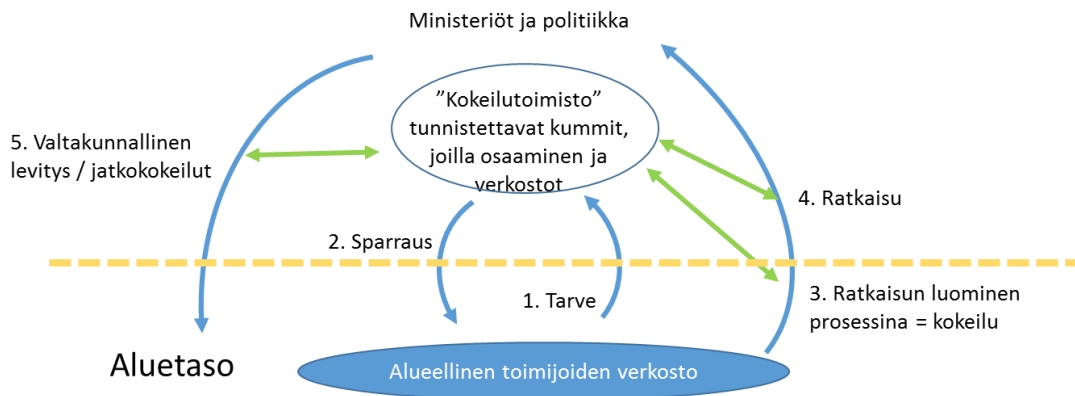 Ministeriöt ja politiikka
”Kokeilutoimisto”
tunnistettavat kummit,
joilla osaaminen ja
verkostot
5. Valtakunnallinen
levitys / jatkokokeilut
4. Ratkaisu
2. Sparraus
1. Tarve
3. Ratkaisun luominen
prosessina = kokeilu
Aluetaso
Alueellinen toimijoiden verkosto